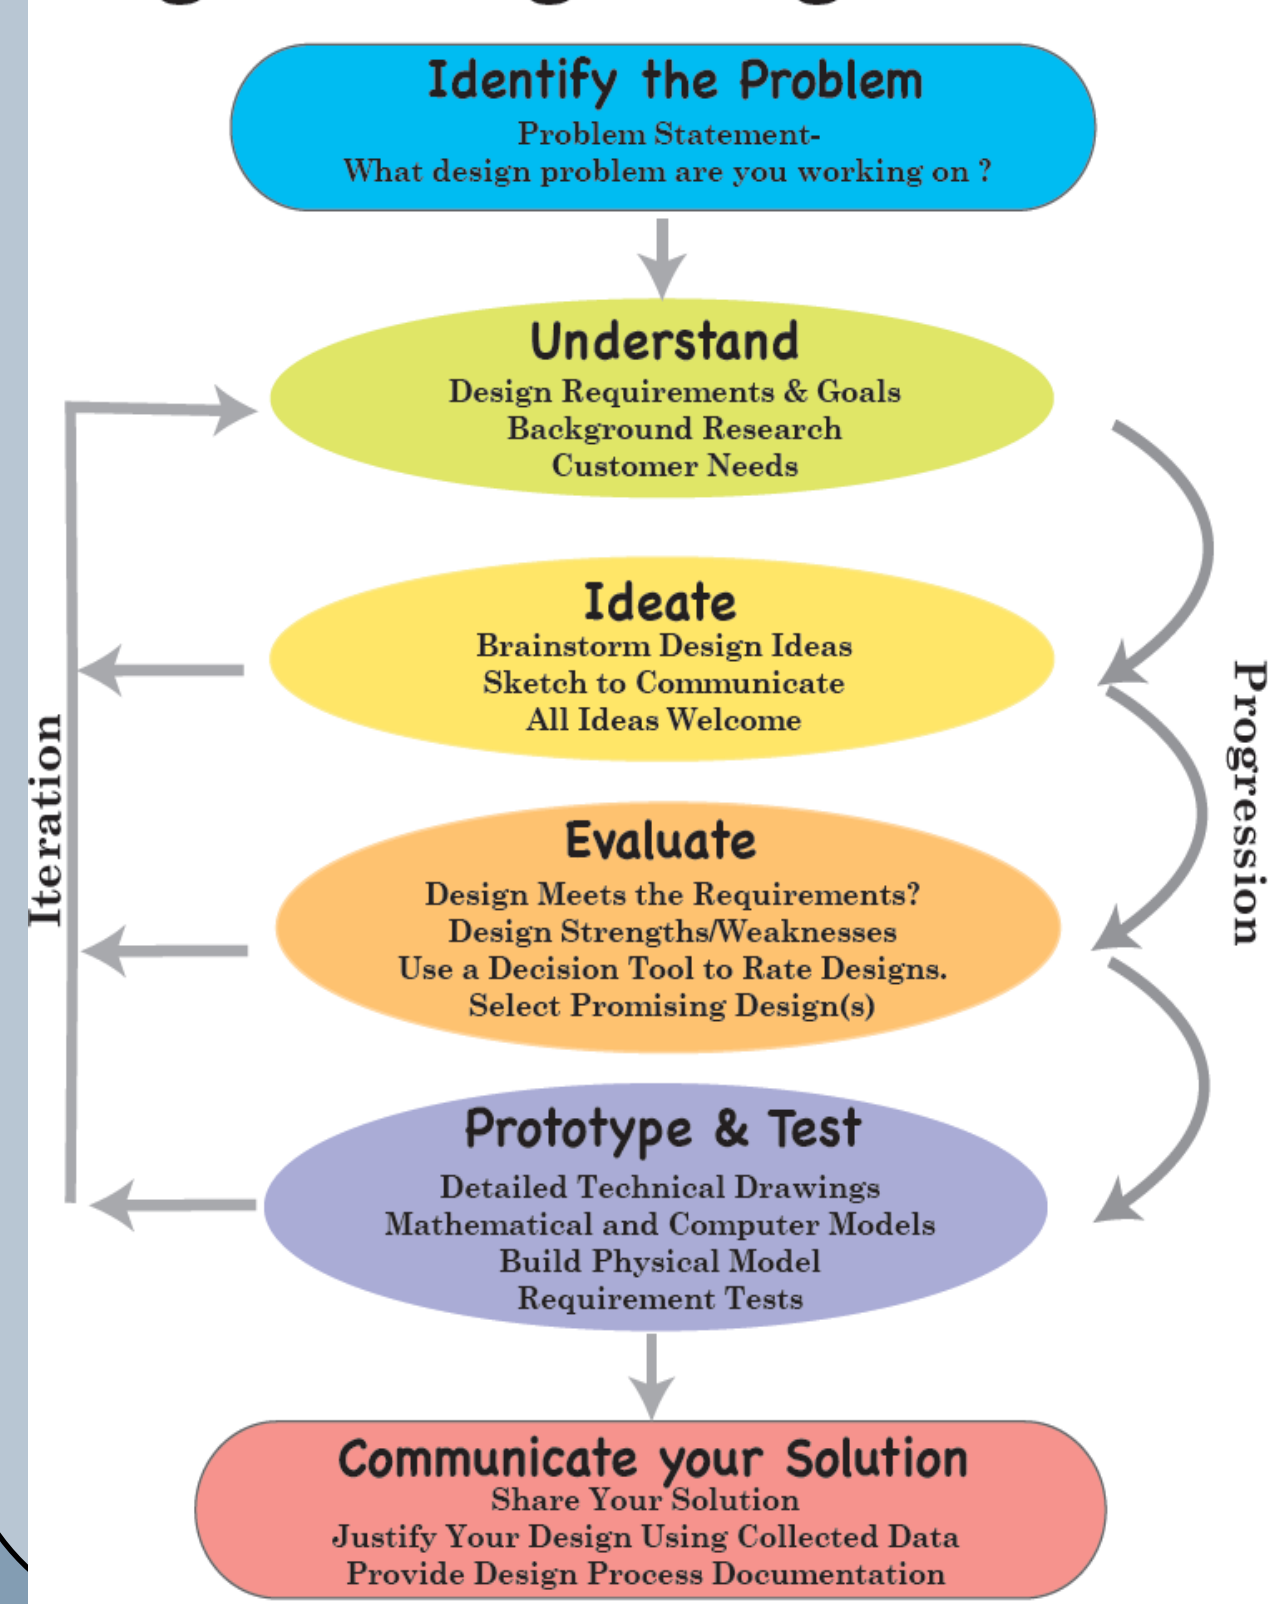 Identify the Problem
Problem Statement-
What design problem are you working on ?
Understand
Design Requirements & Goals
Background Research
Customer Needs
Ideate
Brainstorm Design Ideas
Sketch to Communicate
All Ideas Welcome
Evaluate
Design Meets the Requirements?
Design Strengths/Weaknesses
Use a Decision Tool to Rate Designs.
Select Promising Design(s)
Prototype & Test
Detailed Technical Drawings
Mathematical and Computer Models
Build Physical Model
Requirement Tests
Communicate your Solution
Share Your Solution
Justify Your Design Using Collected Data
Provide Design Process Documentation
Iteration
Progression